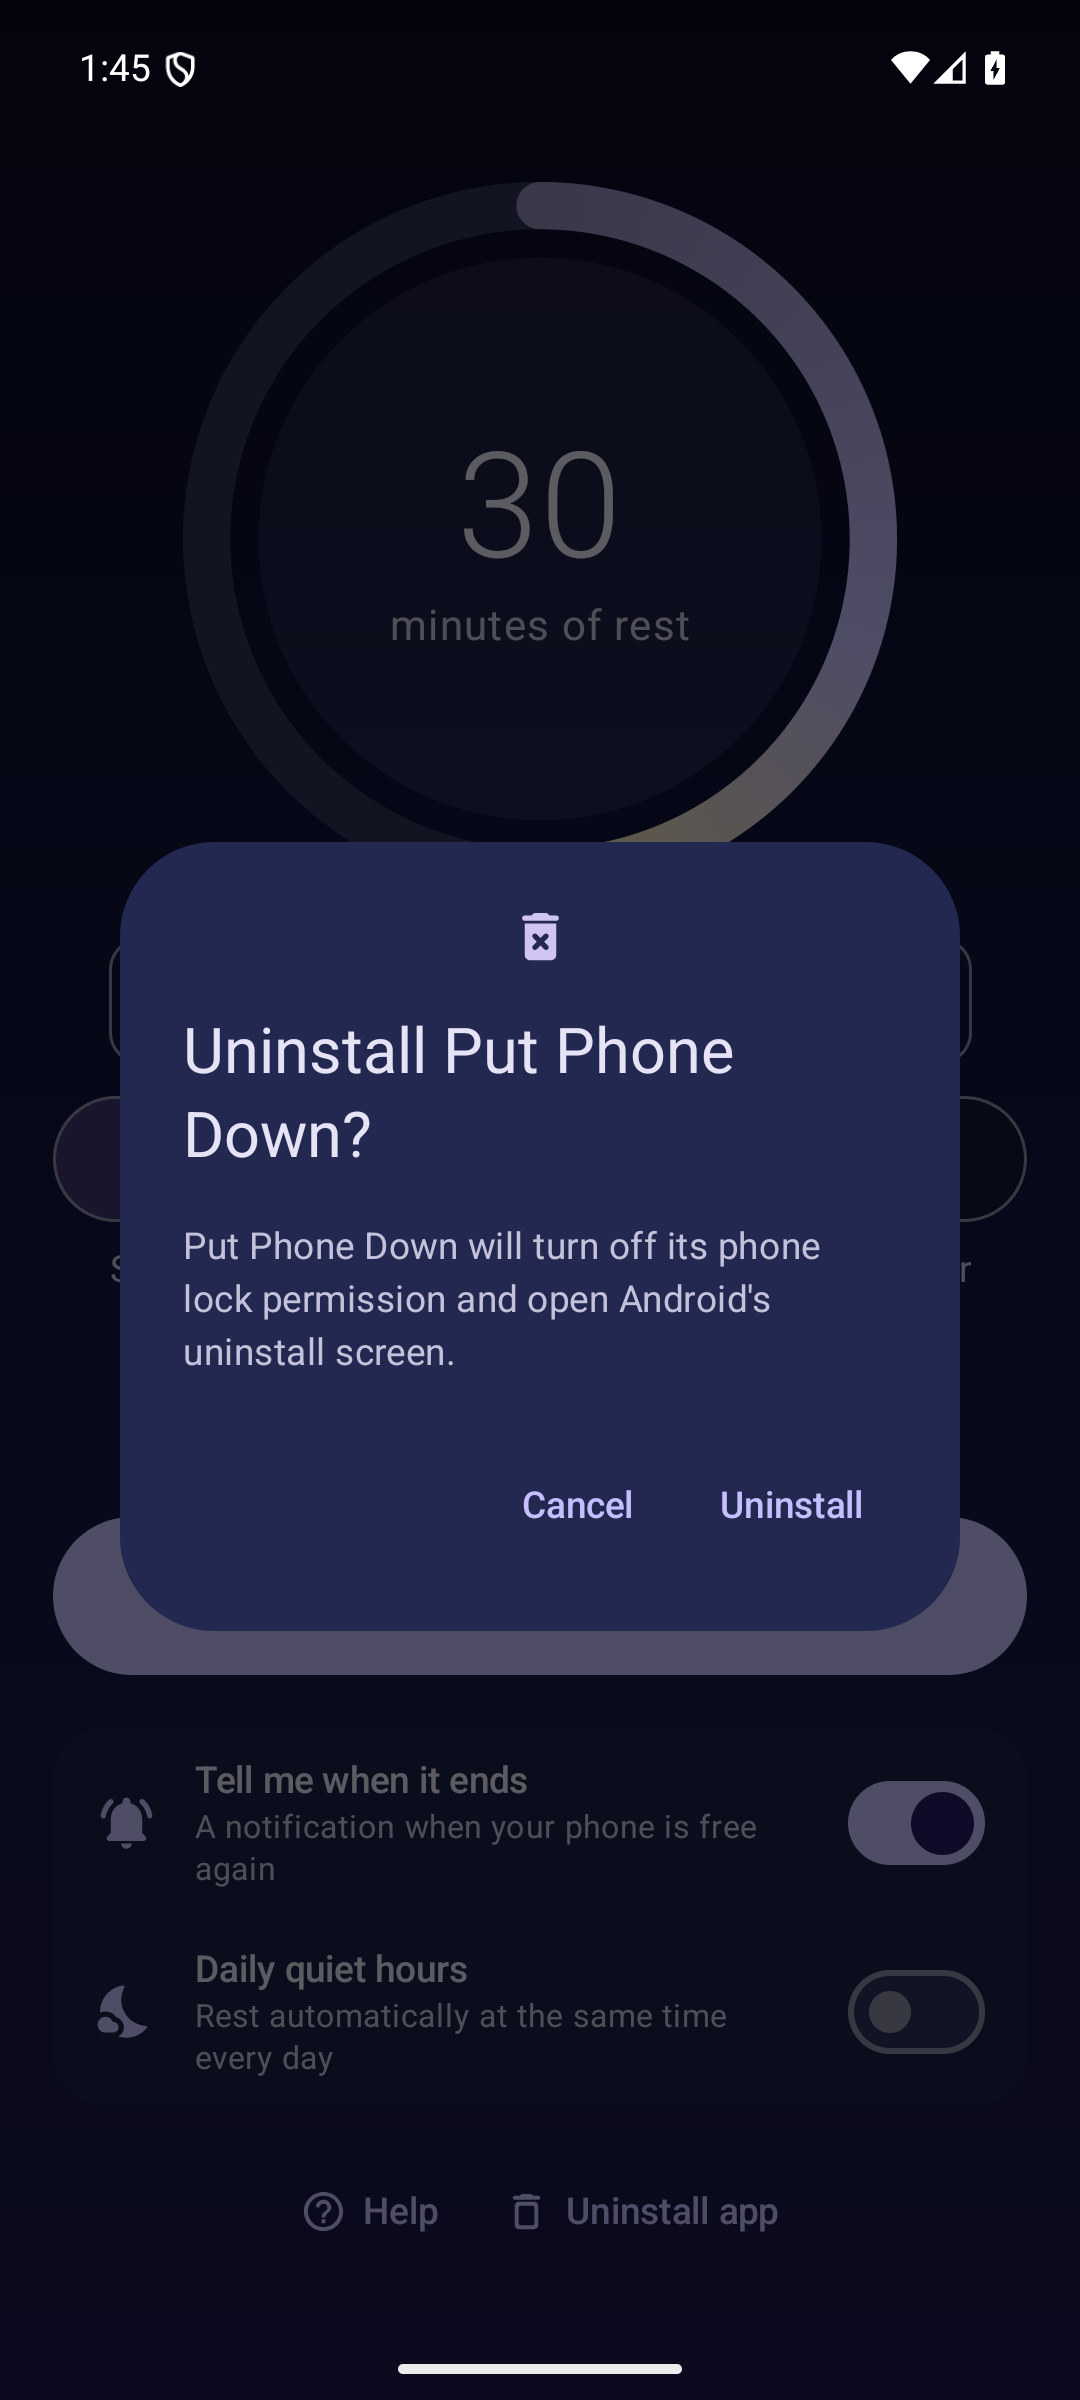 1:45
30
minutes of rest
Uninstall Put Phone
Down?
Put Phone Down will turn off its phone
lock permission and open Android's
uninstall screen.
Cancel
Uninstall
Tell me when it ends
A notification when your phone is free
again
Daily quiet hours
Rest automatically at the same time
every day
Help
Uninstall app